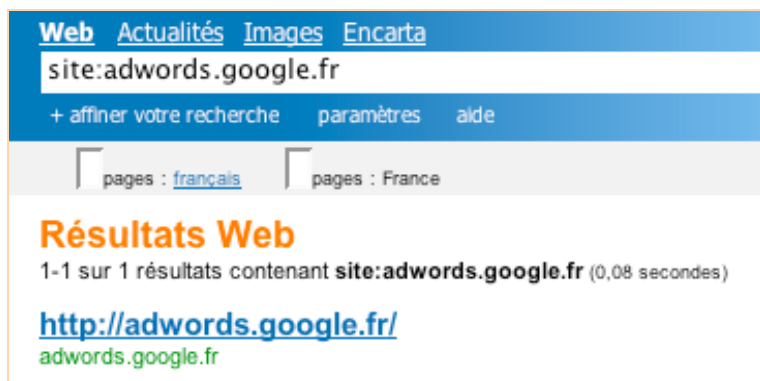 Web Actualités Images Encarta
site:adwords.google.fr
+ affiner votre recherche paramètres aide
pages : français pages : France
Résultats Web
1-1 sur 1 résultats contenant site:adwords.google.fr (0,08 secondes)
http://adwords.google.fr/
adwords.google.fr